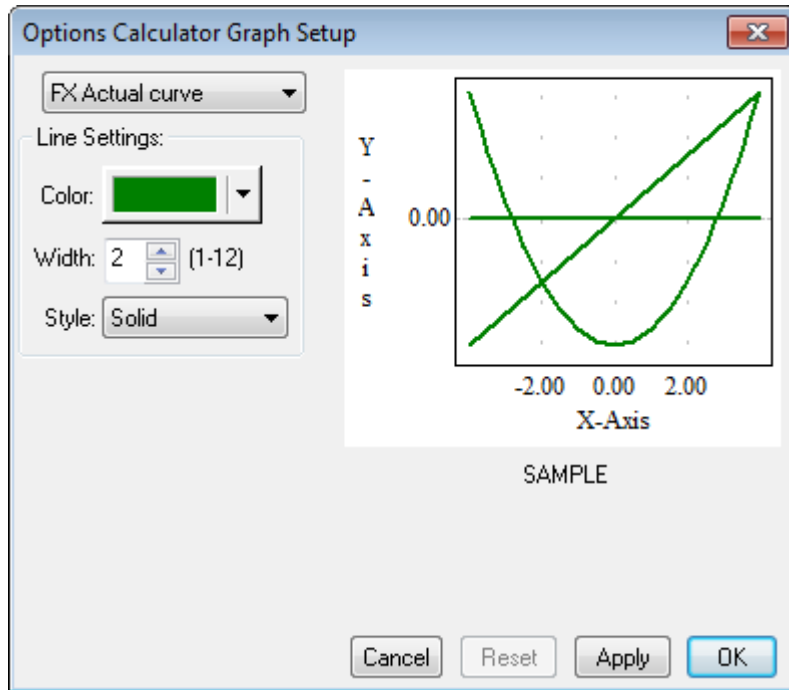 Options Calculator Graph Setup
FX Actual curve
Line Settings:
Color:
Width: 2 (1-12)
Style: Solid
Y-Axis
0.00
-2.00 0.00 2.00
X-Axis
SAMPLE
Cancel Reset Apply OK